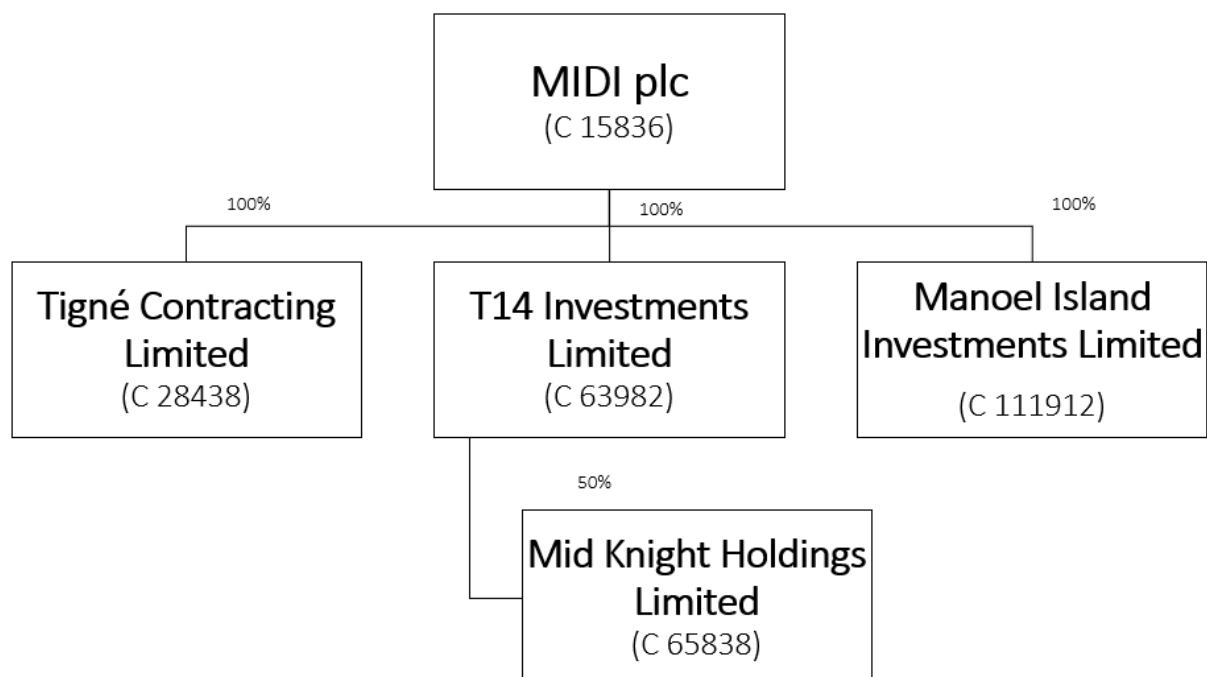 MIDI plc
(C 15836)
100%
100%
100%
Tigné Contracting
Limited
(C 28438)
T14 Investments
Limited
(C 63982)
Manoel Island
Investments Limited
(C 111912)
50%
Mid Knight Holdings
Limited
(C 65838)